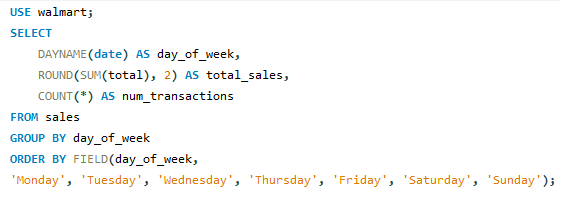 USE walmart;
SELECT
    DAYNAME(date) AS day_of_week,
    ROUND(SUM(total), 2) AS total_sales,
    COUNT(*) AS num_transactions
FROM sales
GROUP BY day_of_week
ORDER BY FIELD(day_of_week,
'Monday', 'Tuesday', 'Wednesday', 'Thursday', 'Friday', 'Saturday', 'Sunday');